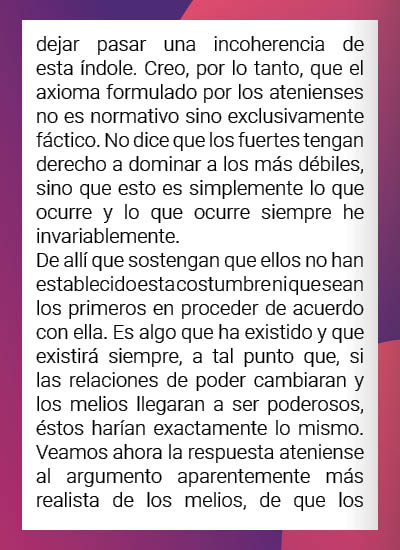 dejar pasar una incoherencia de
esta índole. Creo, por lo tanto, que el
axioma formulado por los atenienses
no es normativo sino exclusivamente
fáctico. No dice que los fuertes tengan
derecho a dominar a los más débiles,
sino que esto es simplemente lo que
ocurre y lo que ocurre siempre he
invariablemente.
De allí que sostengan que ellos no han
establecido esta costumbre ni que sean
los primeros en proceder de acuerdo
con ella. Es algo que ha existido y que
existirá siempre, a tal punto que, si
las relaciones de poder cambiaran y
los melios llegaran a ser poderosos,
éstos harían exactamente lo mismo.
Veamos ahora la respuesta ateniense
al argumento aparentemente más
realista de los melios, de que los